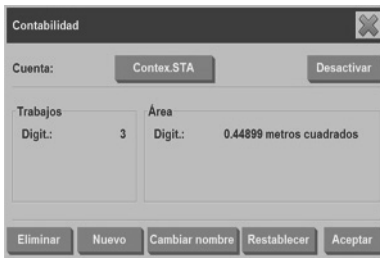 Contabilidad
Cuenta: Contex.STA Desactivar
Trabajos Área
Digit.: 3 Digit.: 0.44899 metros cuadrados
Eliminar Nuevo Cambiar nombre Restablecer Aceptar